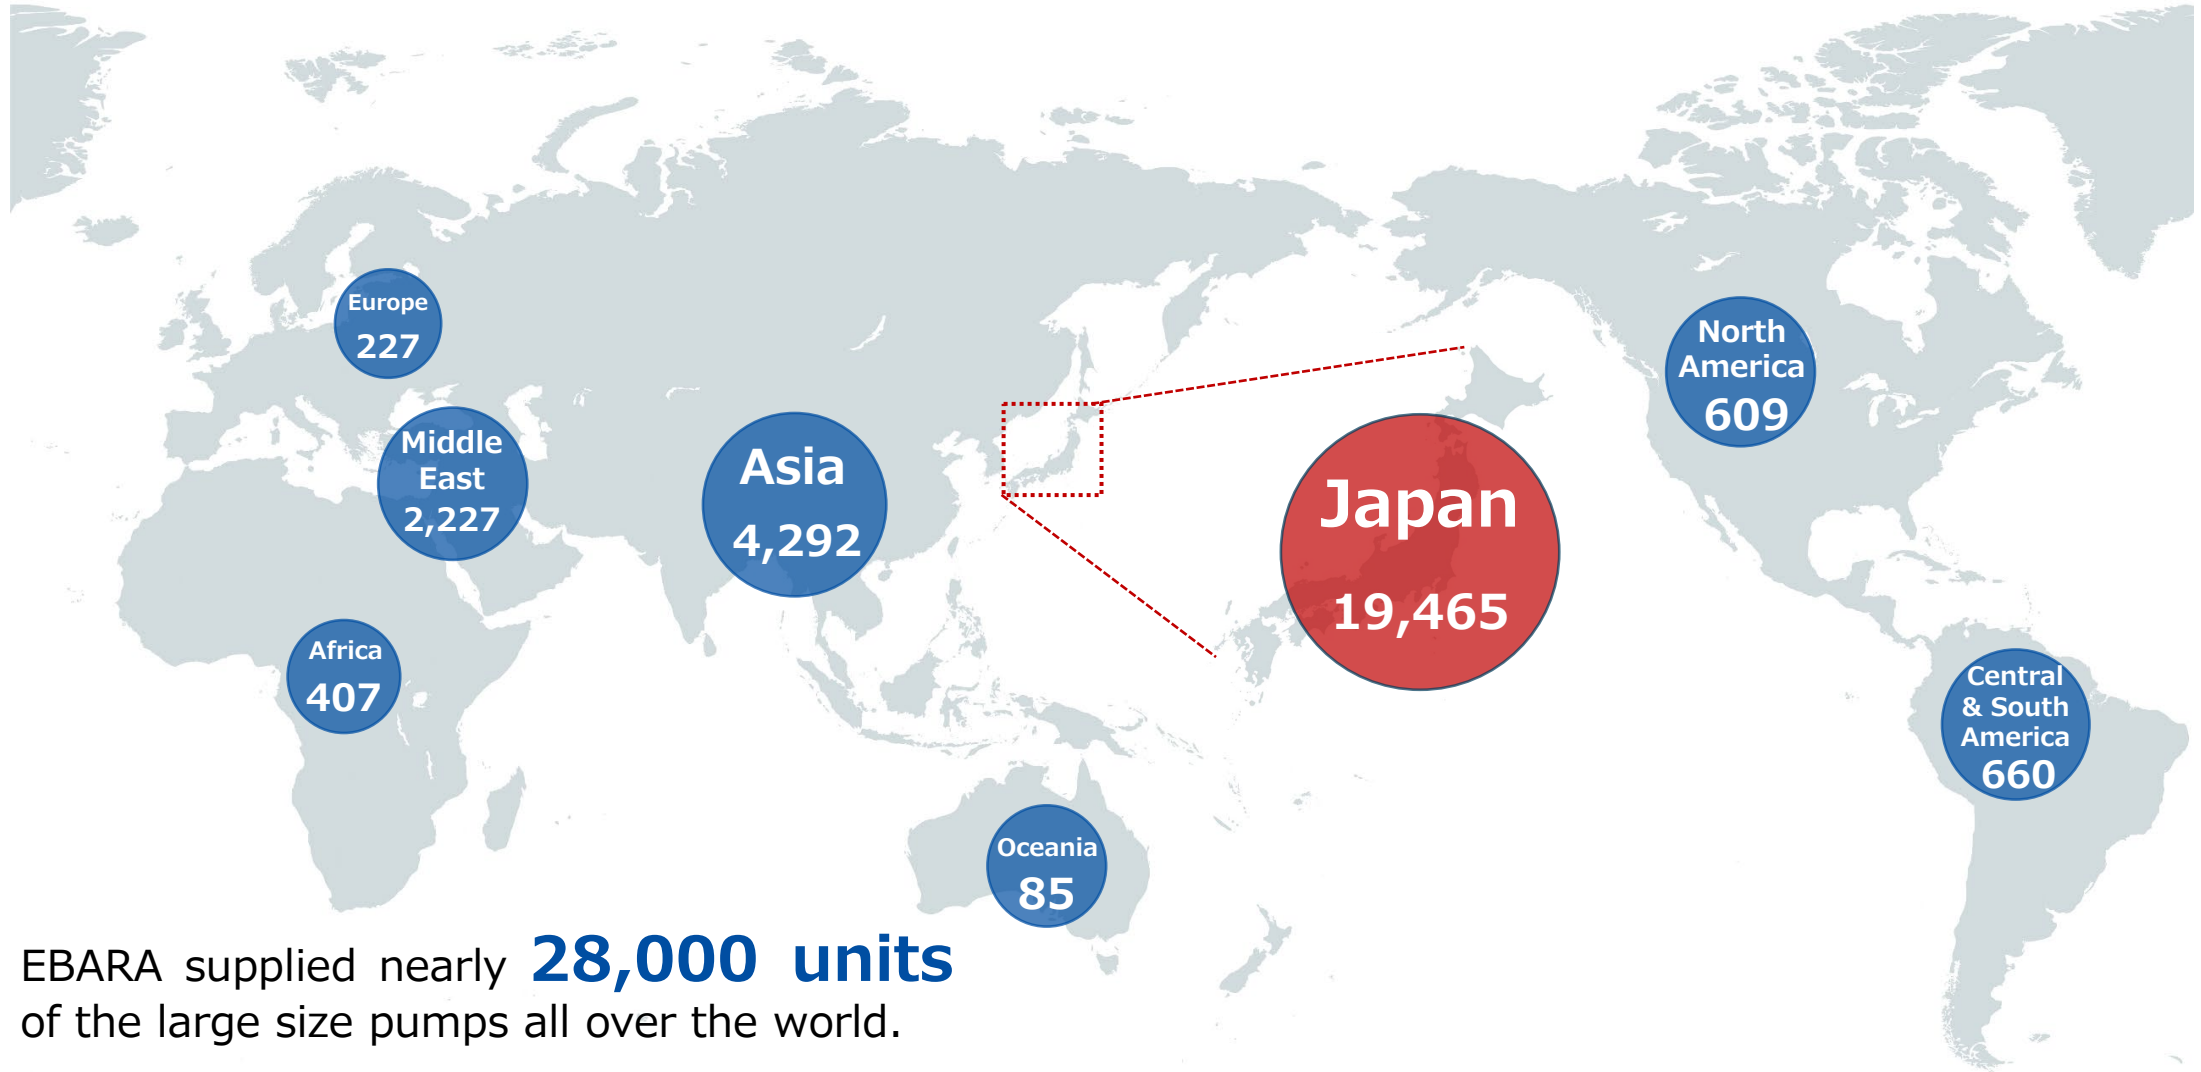 Europe
227
Middle
East
2,227
Africa
407
Asia
4,292
Japan
19,465
North
America
609
Central
& South
America
660
Oceania
85
EBARA supplied nearly 28,000 units
of the large size pumps all over the world.